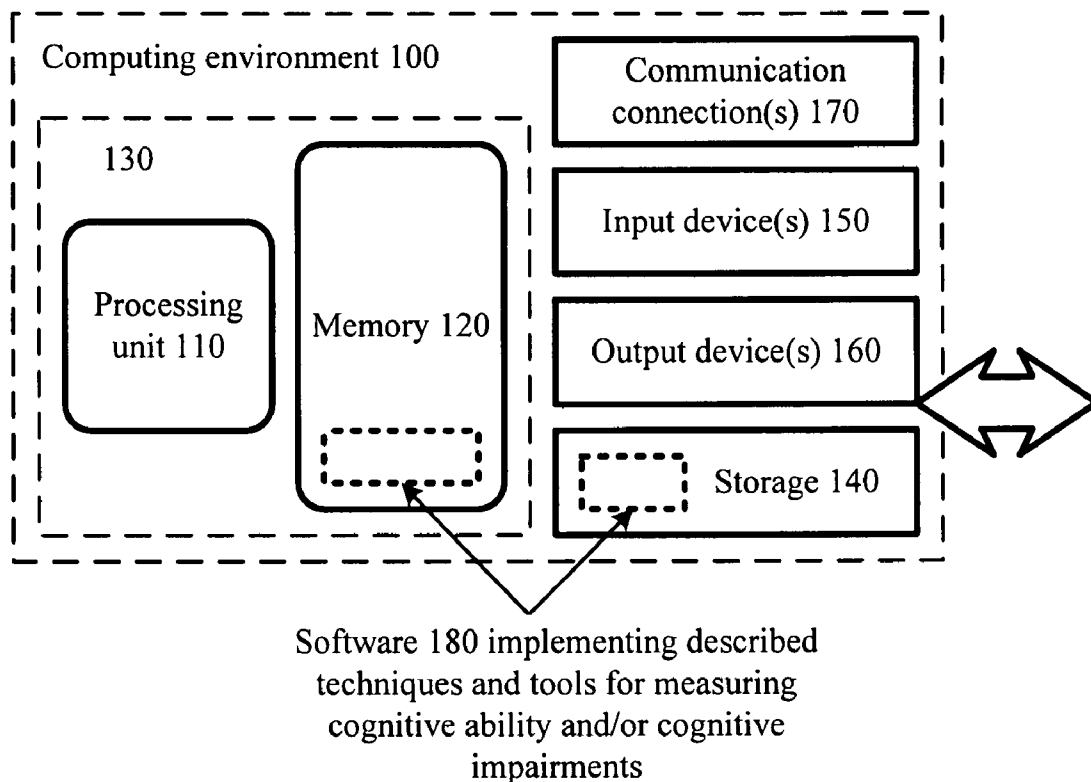 Computing environment 100
130
Processing
unit 110
Memory 120
Communication
connection(s) 170
Input device(s) 150
Output device(s) 160
Storage 140
Software 180 implementing described
techniques and tools for measuring
cognitive ability and/or cognitive
impairments